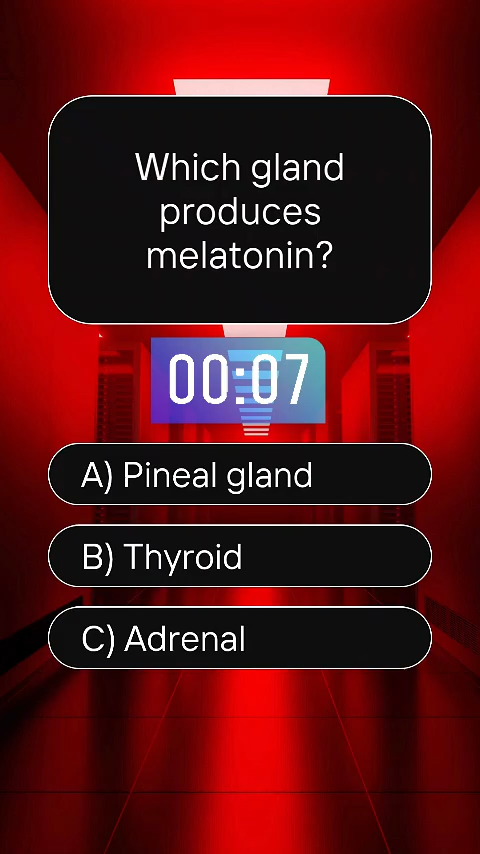 Which gland
produces
melatonin?
00:07
A) Pineal gland
B) Thyroid
C) Adrenal